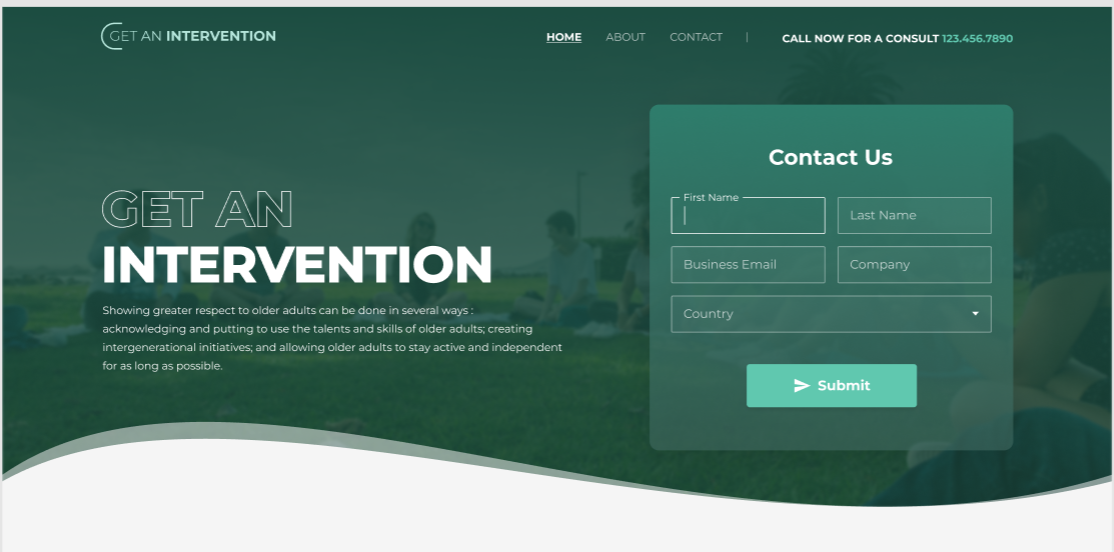 GET AN INTERVENTION
HOME ABOUT CONTACT | CALL NOW FOR A CONSULT 123.456.7890
GET AN
INTERVENTION
Showing greater respect to older adults can be done in several ways :
acknowledging and putting to use the talents and skills of older adults; creating
intergenerational initiatives; and allowing older adults to stay active and independent
for as long as possible.
Contact Us
First Name
Last Name
Business Email
Company
Country
Submit